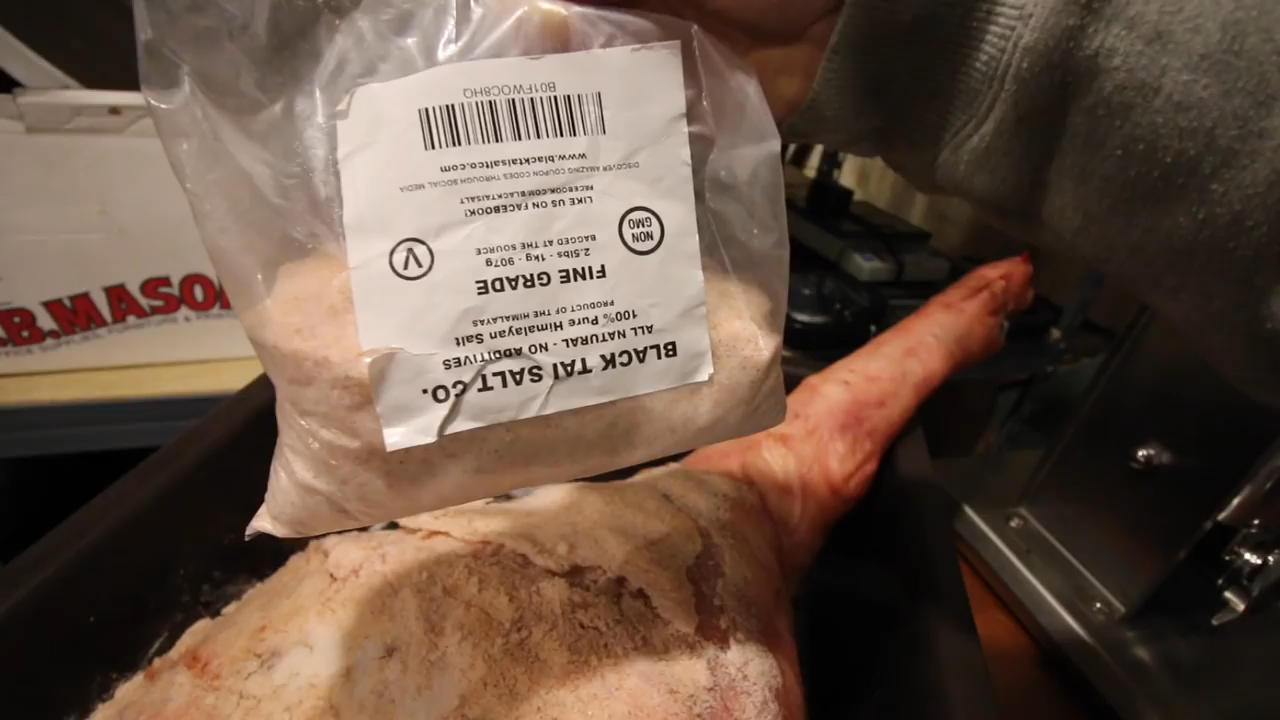 BLACK TAI SALT CO.
ALL NATURAL - NO ADDITIVES
100% Pure Himalayan Salt
PRODUCT OF THE HIMALAYAS
FINE GRADE
2.5lbs - 1kg - 907g
BAGGED AT THE SOURCE
NON
GMO
V
LIKE US ON FACEBOOK!
FACEBOOK.COM/BLACKTAISALT
DISCOVER AMAZING COUPON CODES THROUGH SOCIAL MEDIA
www.blacktaisaltco.com
B01FWOC8HQ
.B.MASO
SUPPLIES, FURNITURE &